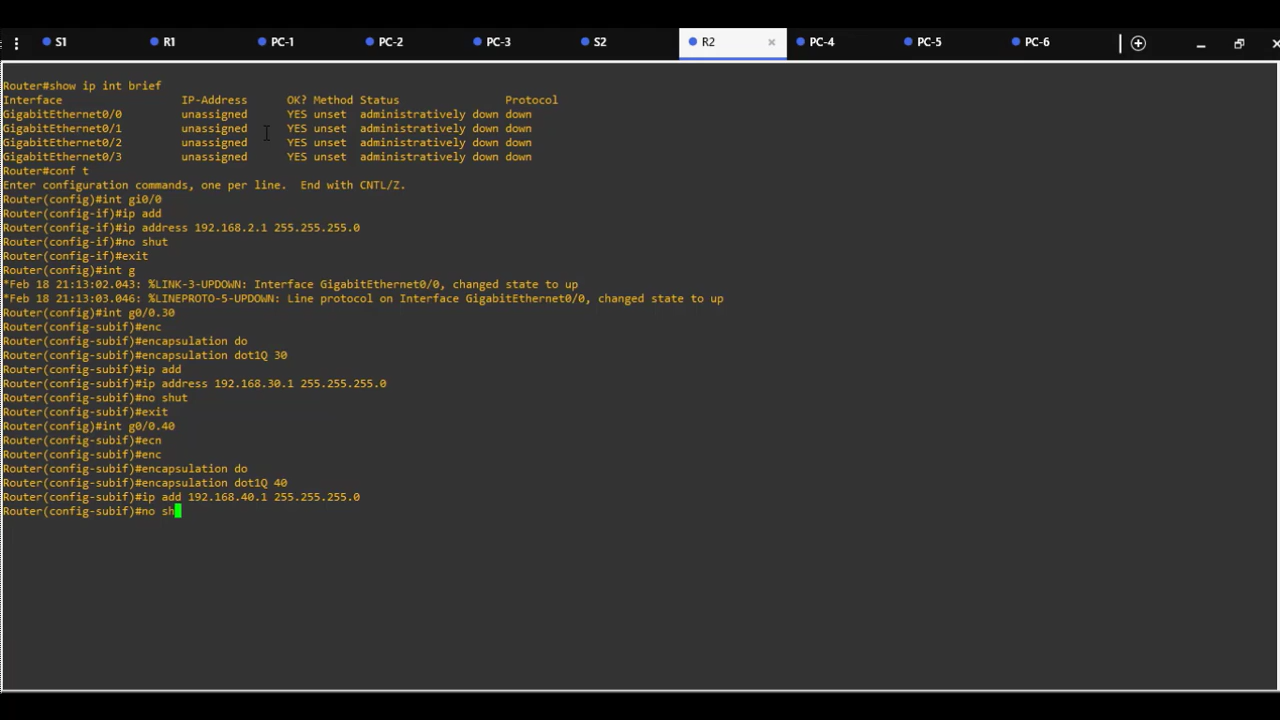 S1 R1 PC-1 PC-2 PC-3 S2 R2 PC-4 PC-5 PC-6
Router#show ip int brief
Interface IP-Address OK? Method Status Protocol
GigabitEthernet0/0 unassigned YES unset administratively down down
GigabitEthernet0/1 unassigned YES unset administratively down down
GigabitEthernet0/2 unassigned YES unset administratively down down
GigabitEthernet0/3 unassigned YES unset administratively down down
Router#conf t
Enter configuration commands, one per line. End with CNTL/Z.
Router(config)#int gi0/0
Router(config-if)#ip add
Router(config-if)#ip address 192.168.2.1 255.255.255.0
Router(config-if)#no shut
Router(config-if)#exit
Router(config)#int g
*Feb 18 21:13:02.043: %LINK-3-UPDOWN: Interface GigabitEthernet0/0, changed state to up
*Feb 18 21:13:03.046: %LINEPROTO-5-UPDOWN: Line protocol on Interface GigabitEthernet0/0, changed state to up
Router(config)#int g0/0.30
Router(config-subif)#enc
Router(config-subif)#encapsulation do
Router(config-subif)#encapsulation dot1Q 30
Router(config-subif)#ip add
Router(config-subif)#ip address 192.168.30.1 255.255.255.0
Router(config-subif)#no shut
Router(config-subif)#exit
Router(config)#int g0/0.40
Router(config-subif)#ecn
Router(config-subif)#enc
Router(config-subif)#encapsulation do
Router(config-subif)#encapsulation dot1Q 40
Router(config-subif)#ip add 192.168.40.1 255.255.255.0
Router(config-subif)#no sh